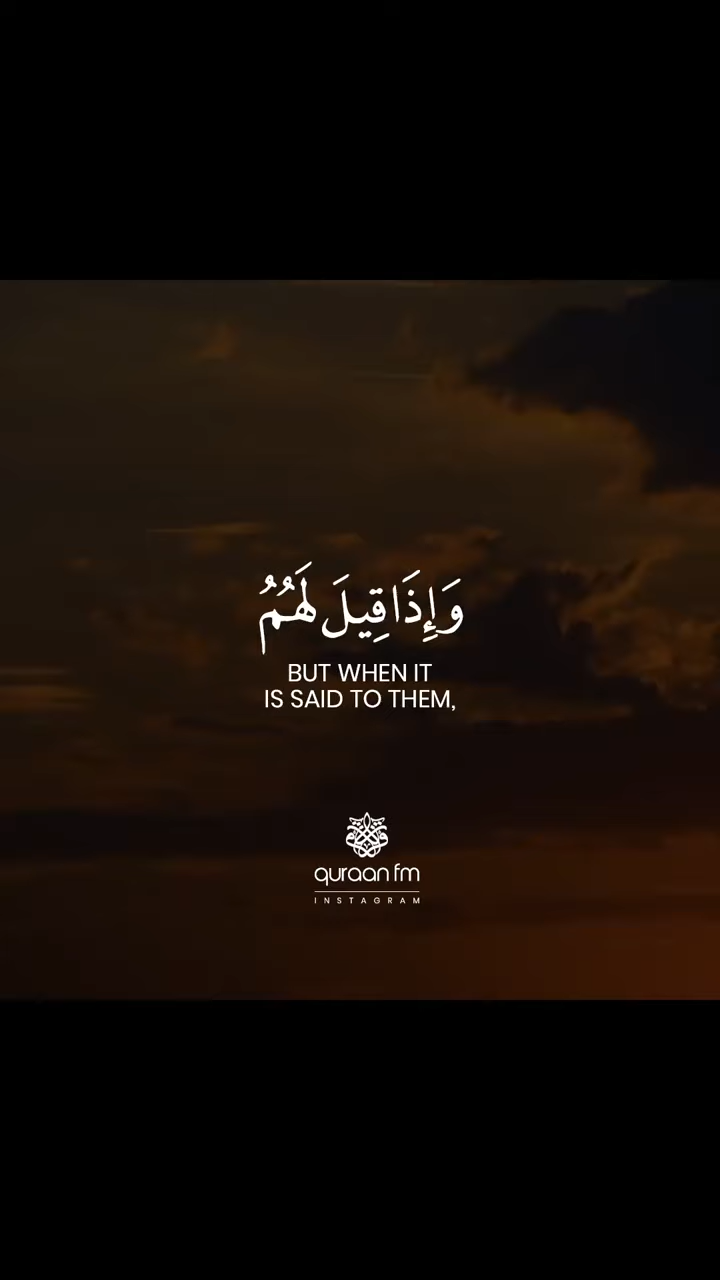 وَإِذَا قِيلَ لَهُمُ
BUT WHEN IT
IS SAID TO THEM,
quraan fm
INSTAGRAM